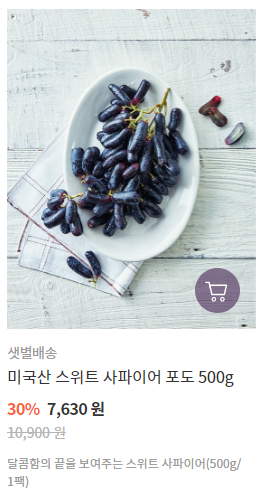 샛별배송
미국산 스위트 사파이어 포도 500g
30% 7,630 원
10,900 원
달콤함의 끝을 보여주는 스위트 사파이어(500g/
1팩)